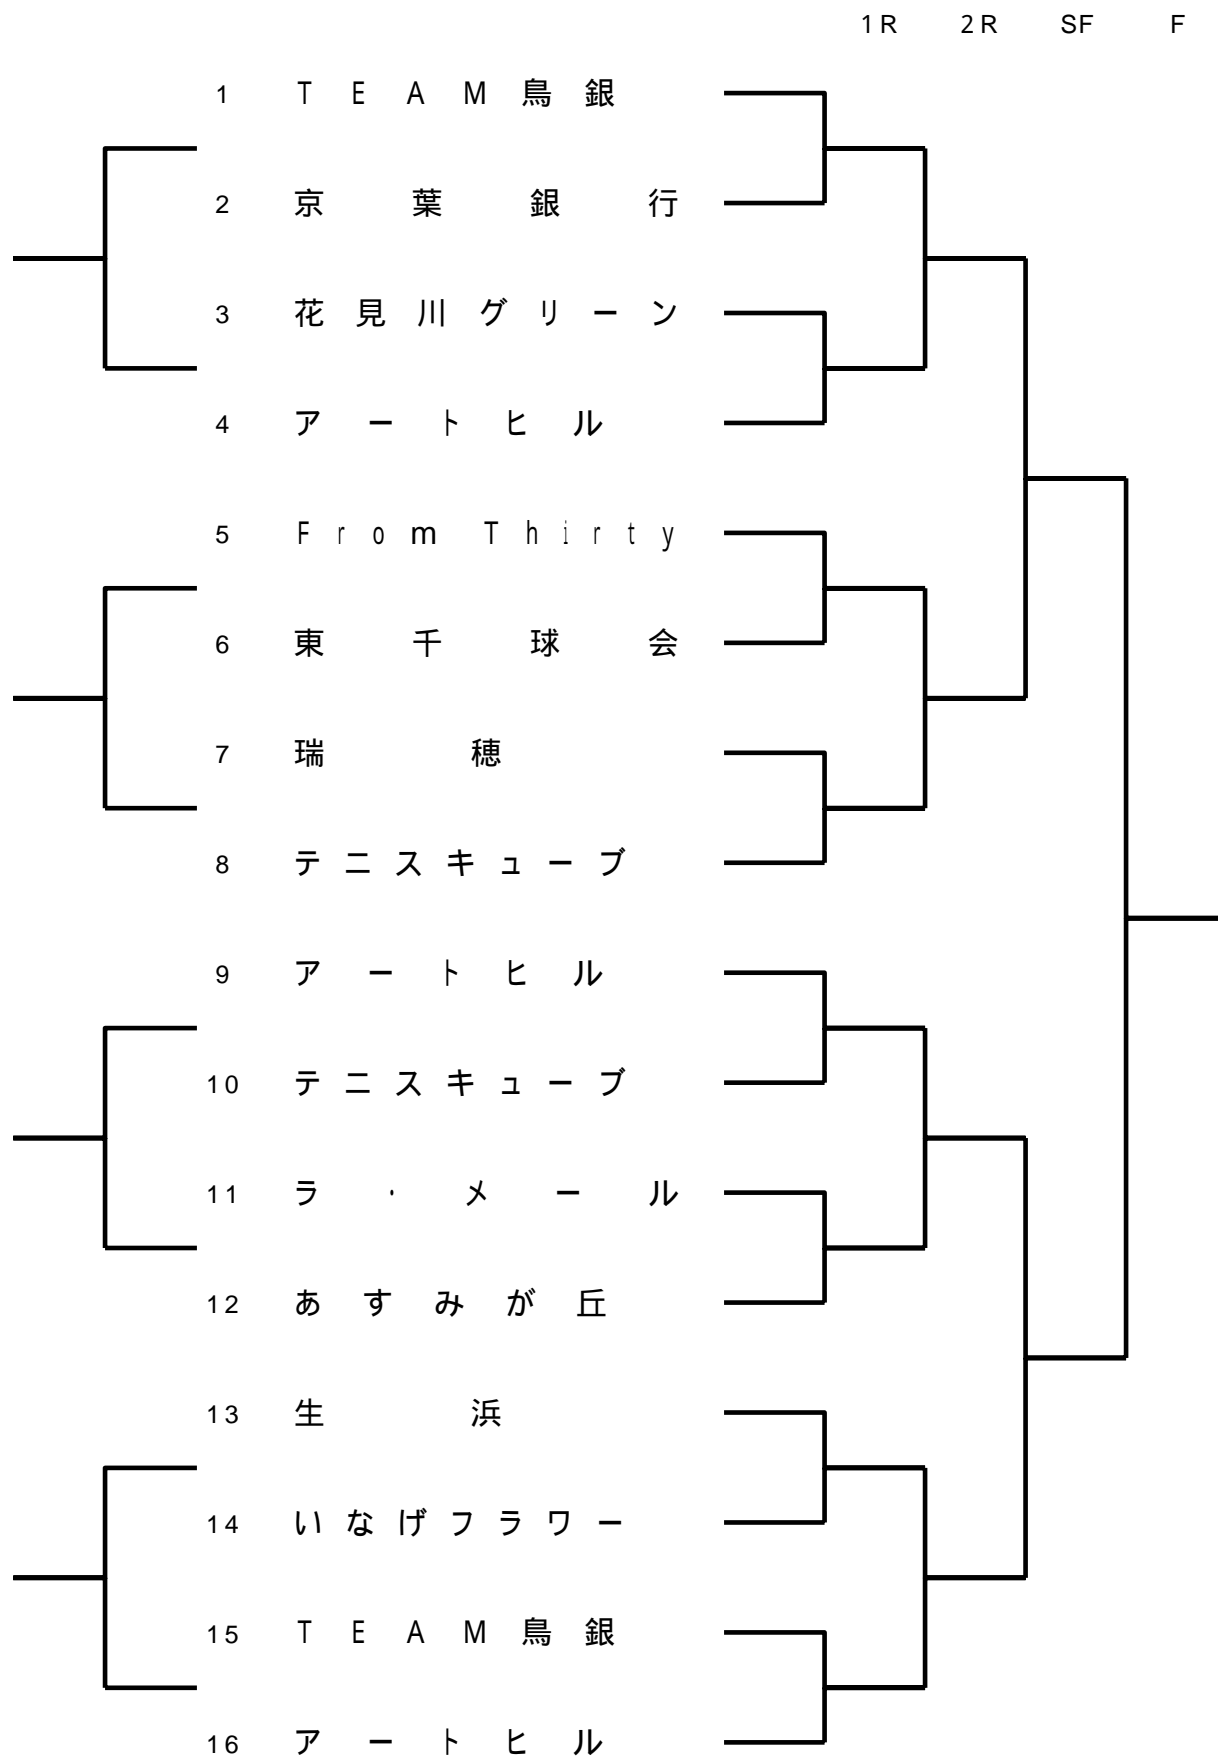 1R 2R SF F
1 TEAM鳥銀
2 京葉銀行
3 花見川グリーン
4 アートヒル
5 From Thirty
6 東千球会
7 瑞穂
8 テニスキューブ
9 アートヒル
10 テニスキューブ
11 ラ・メール
12 あすみが丘
13 生浜
14 いなげフラワー
15 TEAM鳥銀
16 アートヒル